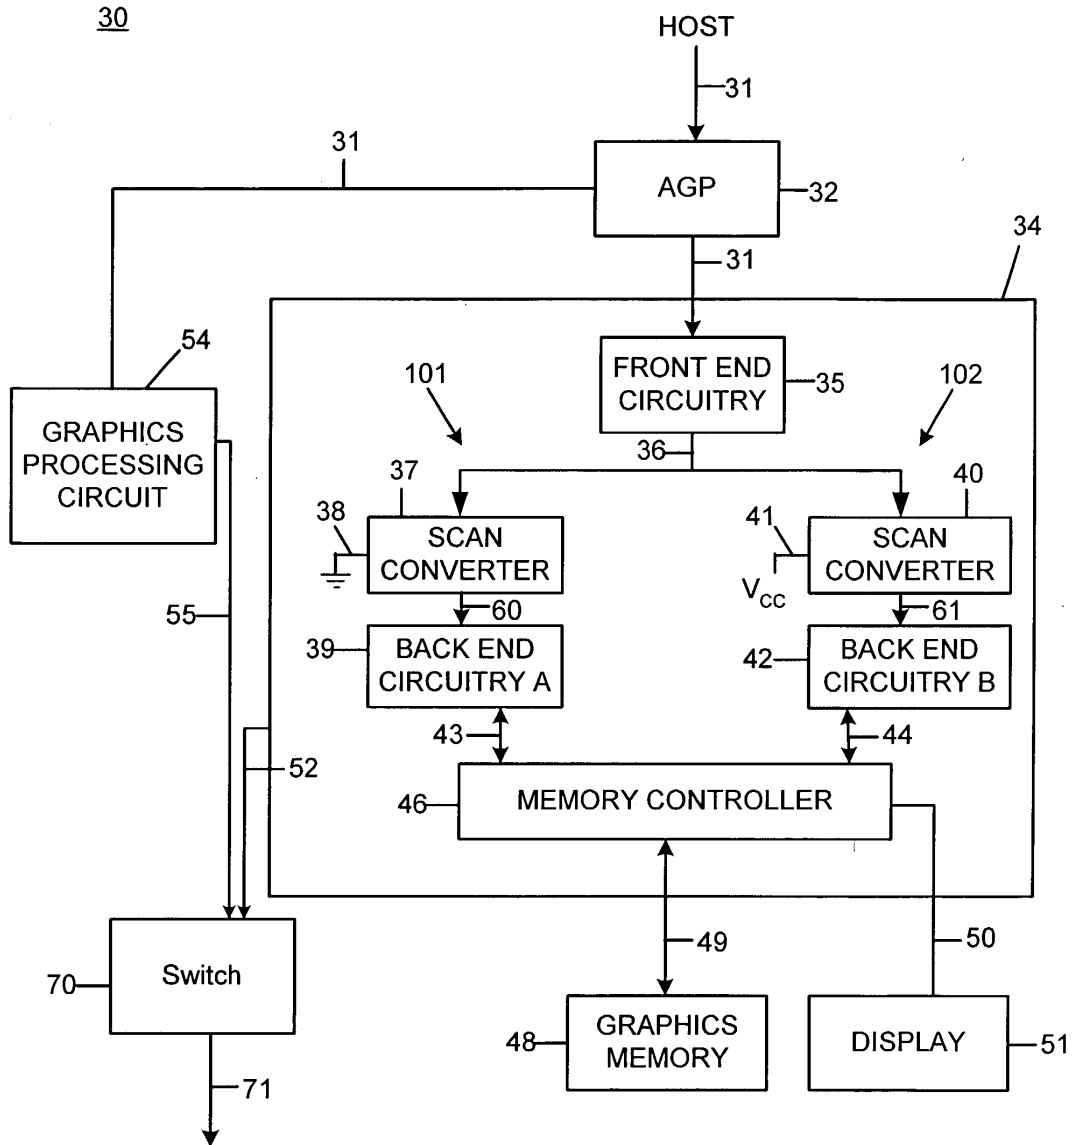 30
HOST
31
31
AGP
32
31
34
54
FRONT END
CIRCUITRY
35
101
102
GRAPHICS
PROCESSING
CIRCUIT
36
37
40
38
SCAN
CONVERTER
41
V_CC
SCAN
CONVERTER
55
60
61
39
BACK END
CIRCUITRY A
42
BACK END
CIRCUITRY B
43
44
52
46
MEMORY CONTROLLER
49
50
70
Switch
48
GRAPHICS
MEMORY
DISPLAY
51
71